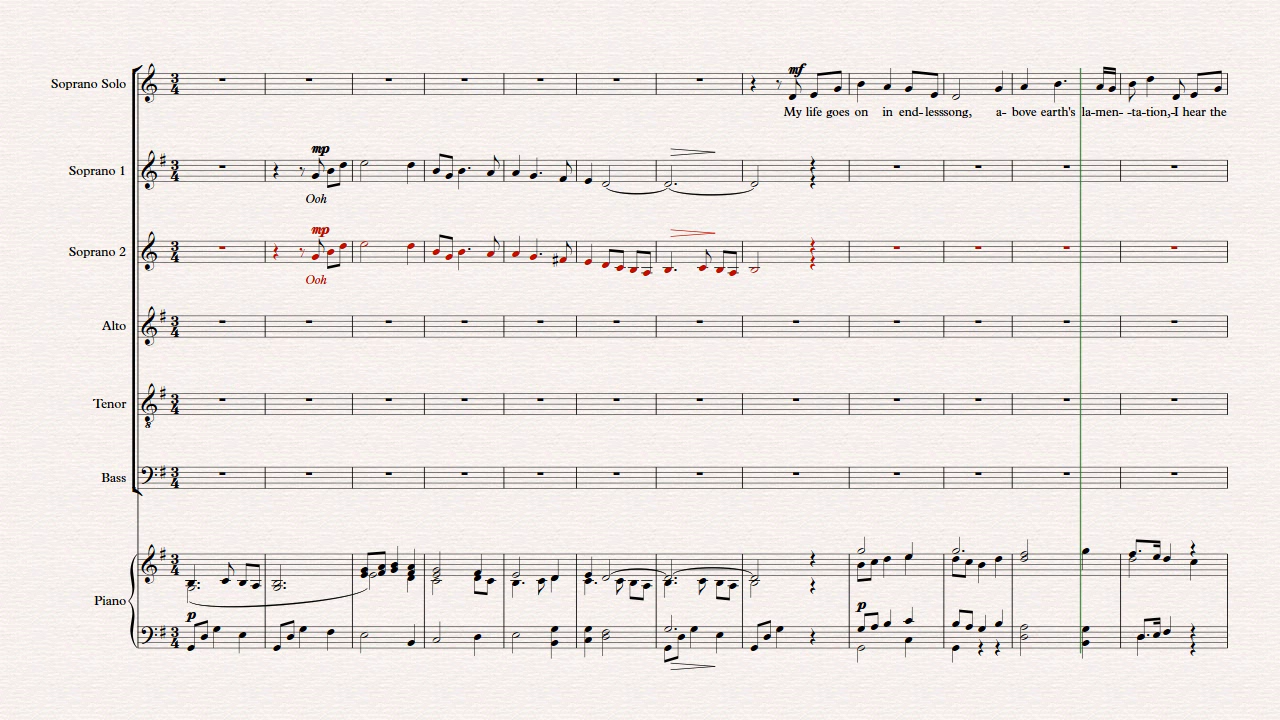 Soprano Solo
mf
My life goes on in end-lesssong, a- bove earth's la-men- -ta-tion,-I hear the
Soprano 1
mp
Ooh
Soprano 2
mp
Ooh
Alto
Tenor
Bass
Piano
p
p